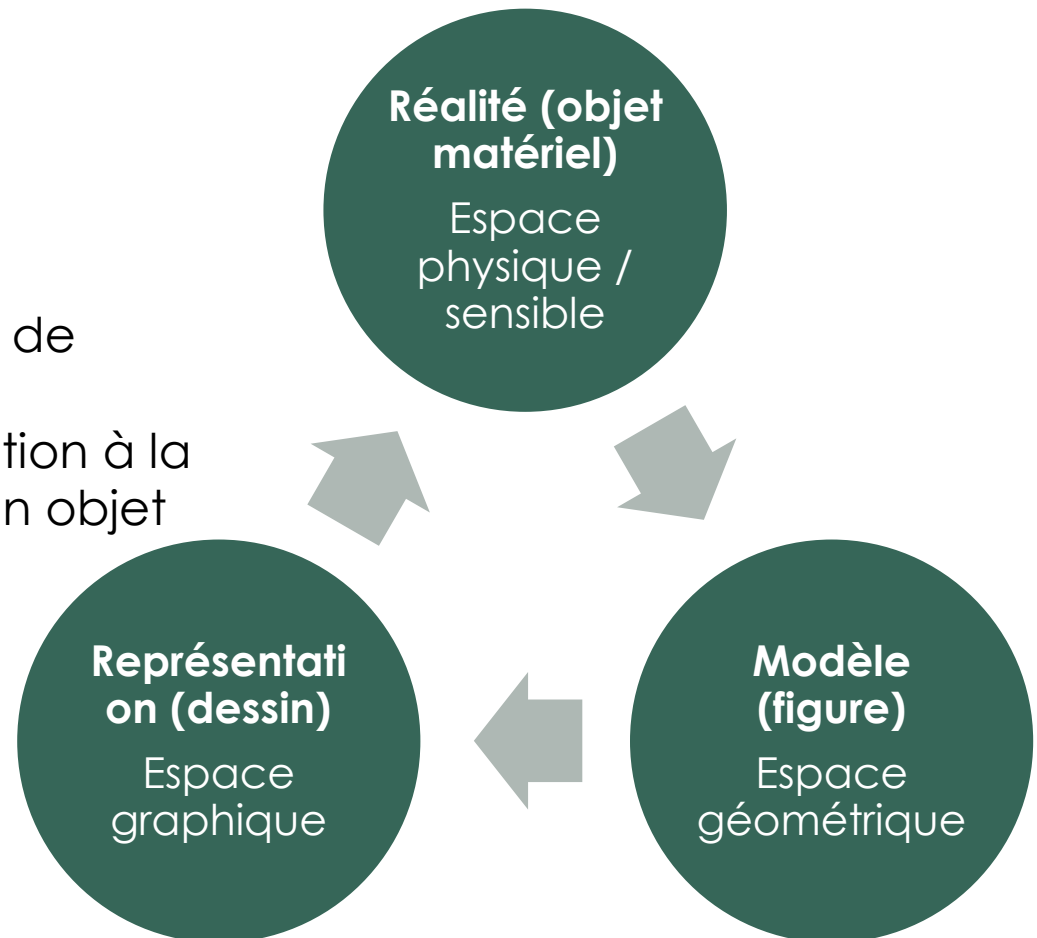 Réalité (objet
matériel)
Espace
physique /
sensible
de
tion à la
n objet
Représentati
on (dessin)
Espace
graphique
Modèle
(figure)
Espace
géométrique